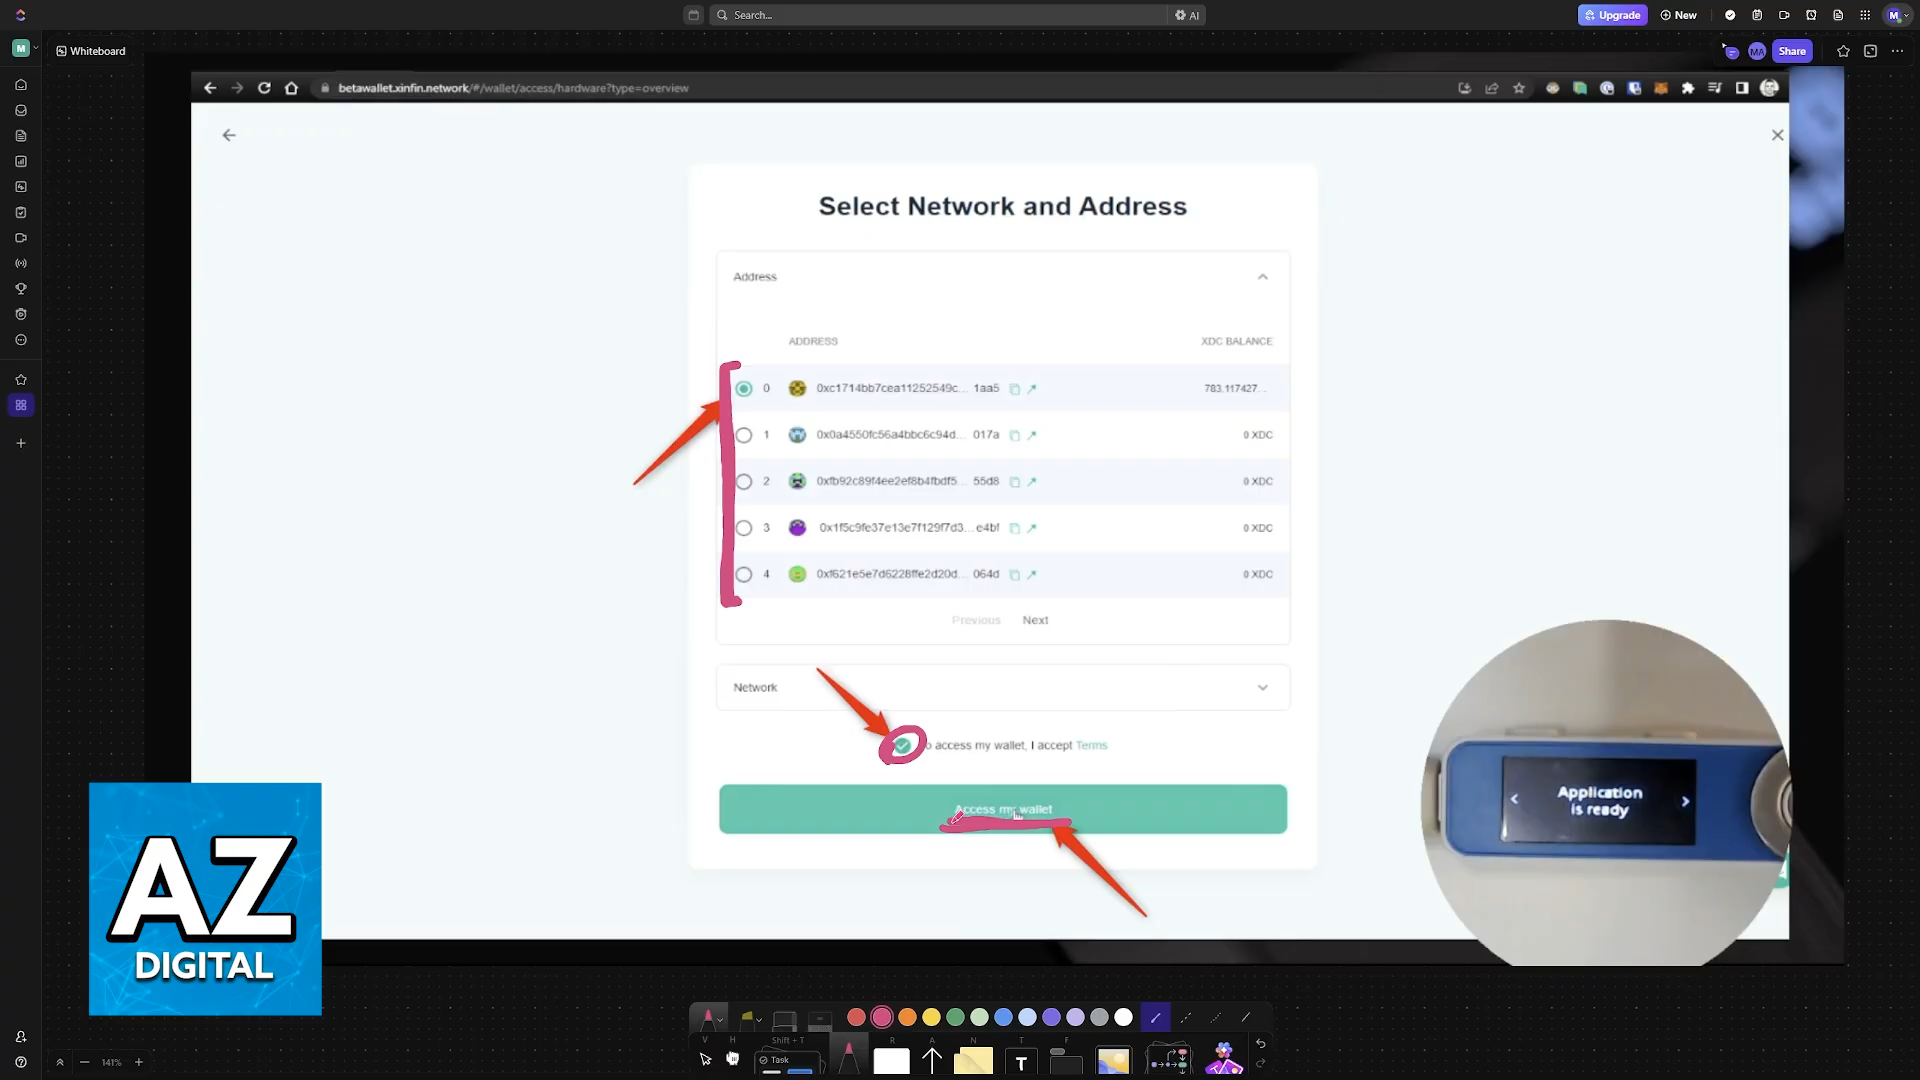 Search...
AI
Upgrade
New
M
M
Whiteboard
MA
Share
betawallet.xinfin.network/#/wallet/access/hardware?type=overview
Select Network and Address
Address
ADDRESS
XDC BALANCE
0 0xc1714bb7cea11252549c... 1aa5 783.117427...
1 0x0a4550fc56a4bbc6c94d... 017a 0 XDC
2 0xfb92c89f4ee2ef8b4fbdf5... 55d8 0 XDC
3 0x1f5c9fe37e13e7f129f7d3... e4bf 0 XDC
4 0xf621e5e7d6228ffe2d20d... 064d 0 XDC
Previous Next
Network
o access my wallet, I accept Terms
Access my wallet
Application
is ready
AZ
DIGITAL
V
H
Shift + T
R
A
N
T
F
Task
T
141%